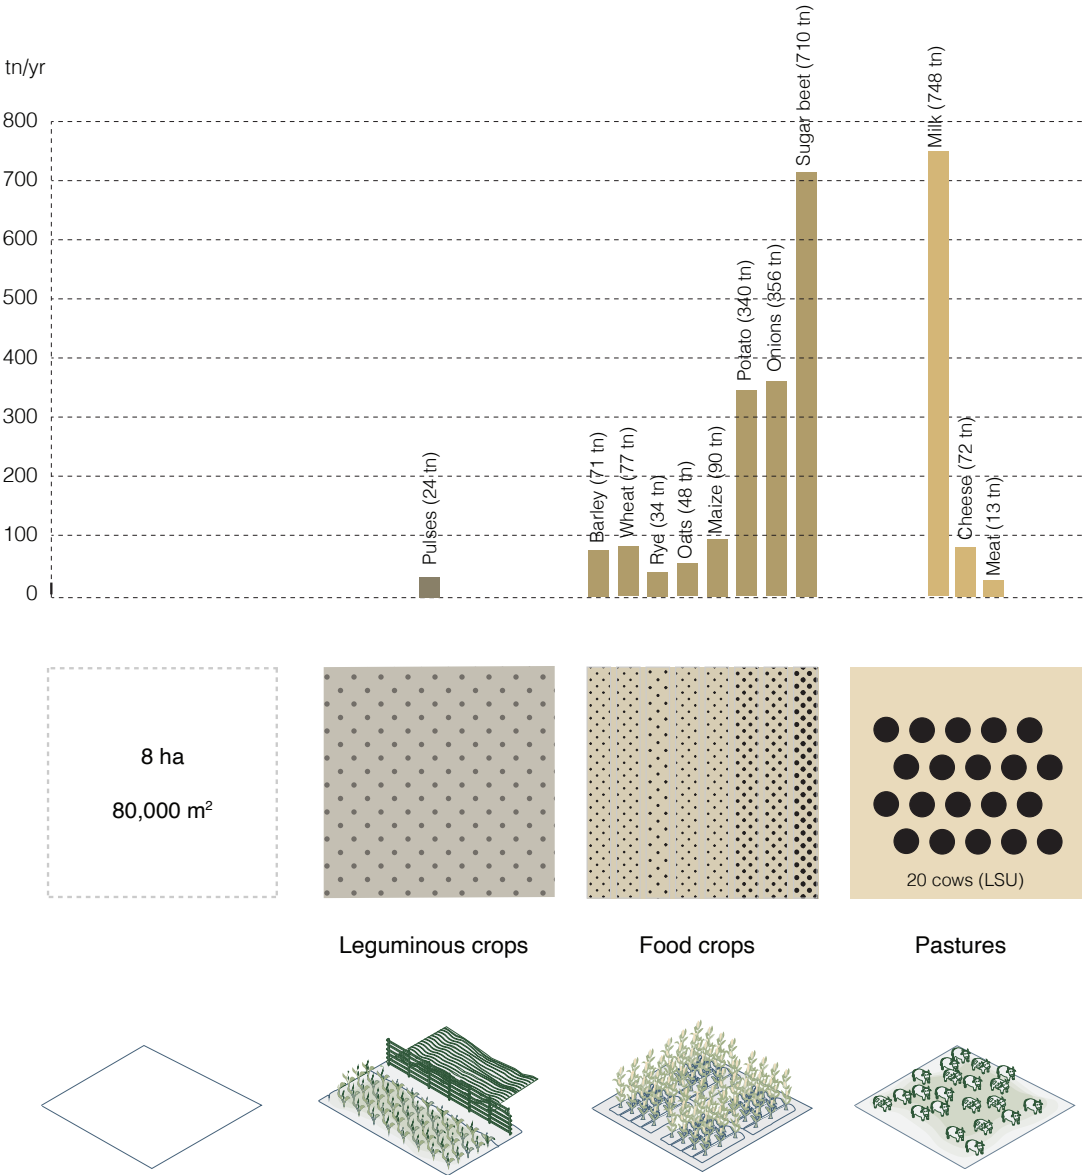 tn/yr
800
700
600
500
400
300
200
100
0
Pulses (24 tn)
Barley (71 tn)
Wheat (77 tn)
Rye (34 tn)
Oats (48 tn)
Maize (90 tn)
Potato (340 tn)
Onions (356 tn)
Sugar beet (710 tn)
Milk (748 tn)
Cheese (72 tn)
Meat (13 tn)
8 ha
80,000 m²
20 cows (LSU)
Leguminous crops
Food crops
Pastures